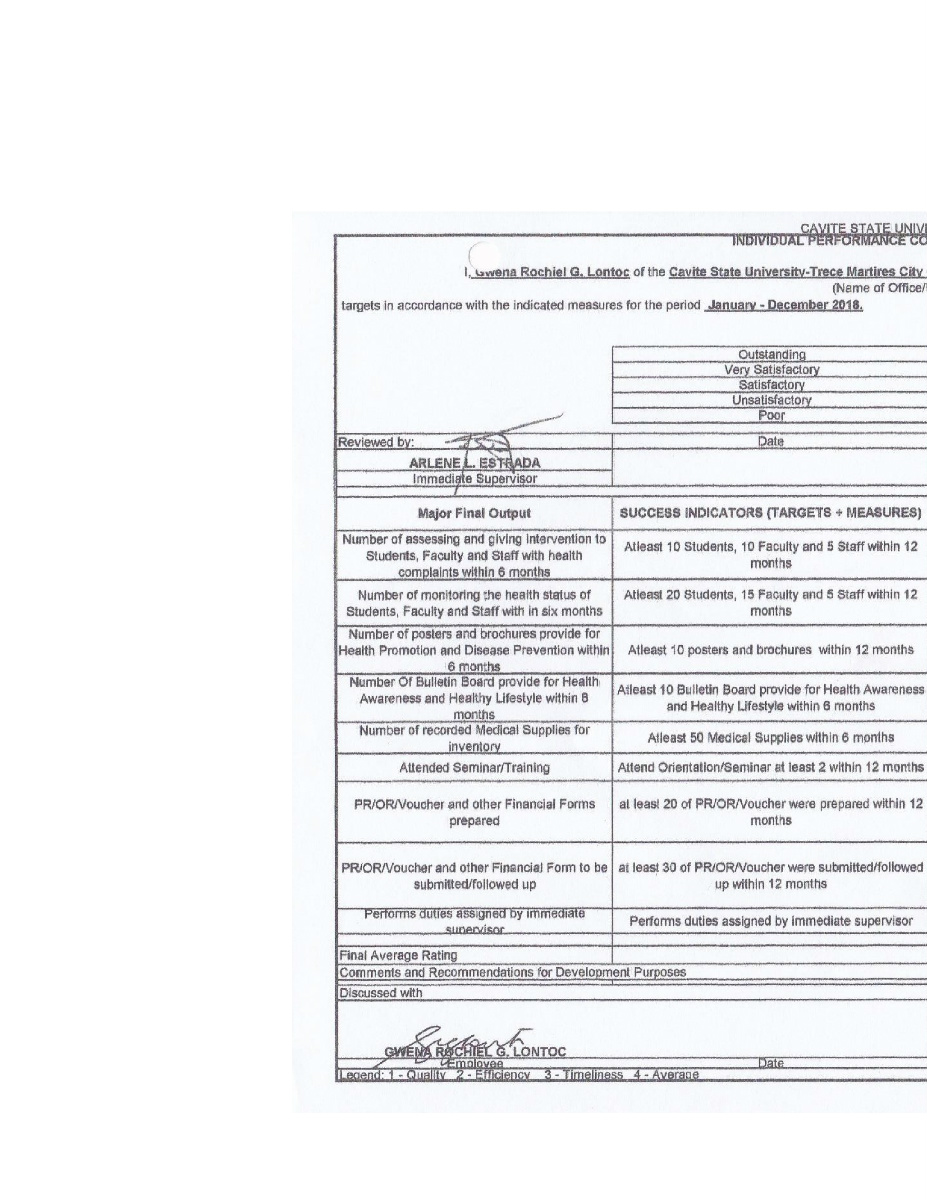 CAVITE STATE UNIV
INDIVIDUAL PERFORMANCE CO
I, Gwena Rochiel G. Lontoc of the Cavite State University-Trece Martires City
(Name of Office/
targets in accordance with the indicated measures for the period January - December 2018.
Outstanding
Very Satisfactory
Satisfactory
Unsatisfactory
Poor
Reviewed by:
Date
ARLENE L. ESTRADA
Immediate Supervisor
Major Final Output
SUCCESS INDICATORS (TARGETS + MEASURES)
Number of assessing and giving intervention to
Students, Faculty and Staff with health
complaints within 6 months
Atleast 10 Students, 10 Faculty and 5 Staff within 12
months
Number of monitoring the health status of
Students, Faculty and Staff with in six months
Atleast 20 Students, 15 Faculty and 5 Staff within 12
months
Number of posters and brochures provide for
Health Promotion and Disease Prevention within
6 months
Atleast 10 posters and brochures within 12 months
Number Of Bulletin Board provide for Health
Awareness and Healthy Lifestyle within 6
months
Atleast 10 Bulletin Board provide for Health Awareness
and Healthy Lifestyle within 6 months
Number of recorded Medical Supplies for
inventory
Atleast 50 Medical Supplies within 6 months
Attended Seminar/Training
Attend Orientation/Seminar at least 2 within 12 months
PR/OR/Voucher and other Financial Forms
prepared
at least 20 of PR/OR/Voucher were prepared within 12
months
PR/OR/Voucher and other Financial Form to be
submitted/followed up
at least 30 of PR/OR/Voucher were submitted/followed
up within 12 months
Performs duties assigned by immediate
supervisor
Performs duties assigned by immediate supervisor
Final Average Rating
Comments and Recommendations for Development Purposes
Discussed with
GWENA ROCHIEL G. LONTOC
Employee
Date
Legend: 1 - Quality 2 - Efficiency 3 - Timeliness 4 - Average